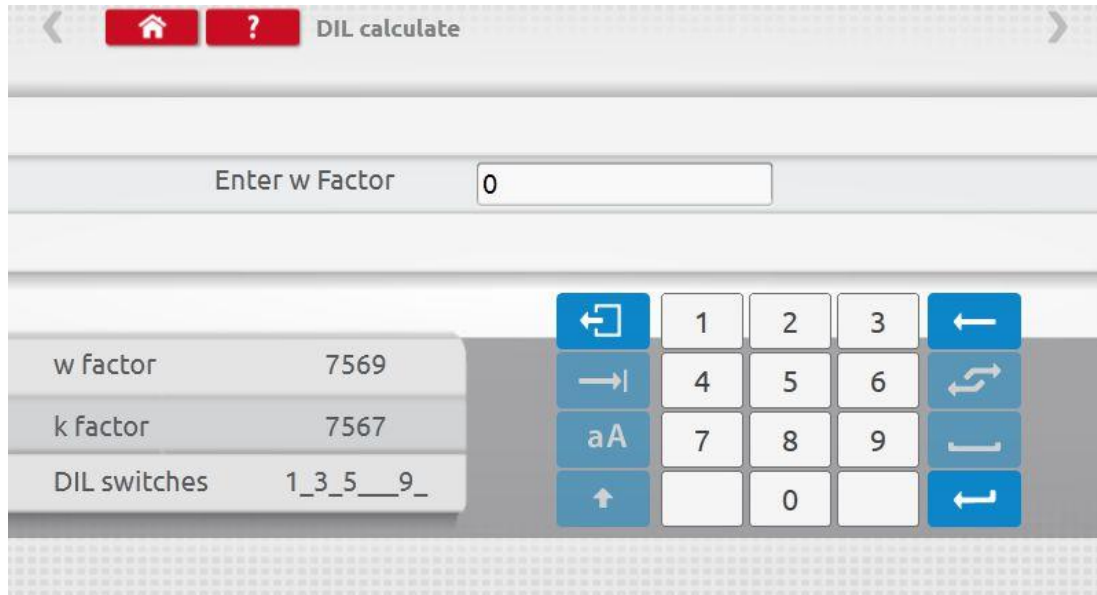 ? DIL calculate
Enter w Factor 0
1 2 3
w factor 7569
4 5 6
k factor 7567
aA 7 8 9
DIL switches 1_3_5___9_
0